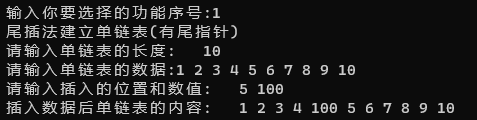 输入你要选择的功能序号:1
尾插法建立单链表(有尾指针)
请输入单链表的长度:   10
请输入单链表的数据:1 2 3 4 5 6 7 8 9 10
请输入插入的位置和数值:   5 100
插入数据后单链表的内容:   1 2 3 4 100 5 6 7 8 9 10